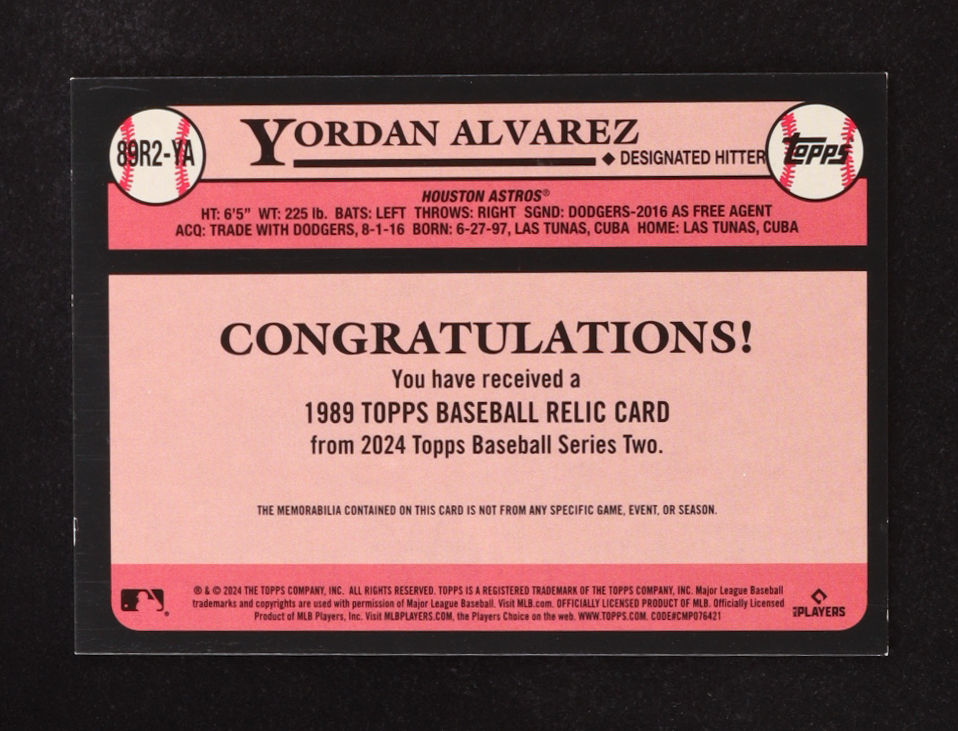 89R2-YA
YORDAN ALVAREZ
◆ DESIGNATED HITTER
topps®
HOUSTON ASTROS®
HT: 6'5" WT: 225 lb. BATS: LEFT THROWS: RIGHT SGND: DODGERS-2016 AS FREE AGENT
ACQ: TRADE WITH DODGERS, 8-1-16 BORN: 6-27-97, LAS TUNAS, CUBA HOME: LAS TUNAS, CUBA
CONGRATULATIONS!
You have received a
1989 TOPPS BASEBALL RELIC CARD
from 2024 Topps Baseball Series Two.
THE MEMORABILIA CONTAINED ON THIS CARD IS NOT FROM ANY SPECIFIC GAME, EVENT, OR SEASON.
® & © 2024 THE TOPPS COMPANY, INC. ALL RIGHTS RESERVED. TOPPS IS A REGISTERED TRADEMARK OF THE TOPPS COMPANY, INC. Major League Baseball
trademarks and copyrights are used with permission of Major League Baseball. Visit MLB.com. OFFICIALLY LICENSED PRODUCT OF MLB. Officially Licensed
Product of MLB Players, Inc. Visit MLBPLAYERS.COM, the Players Choice on the web. WWW.TOPPS.COM. CODE#CMP076421
MLB PLAYERS